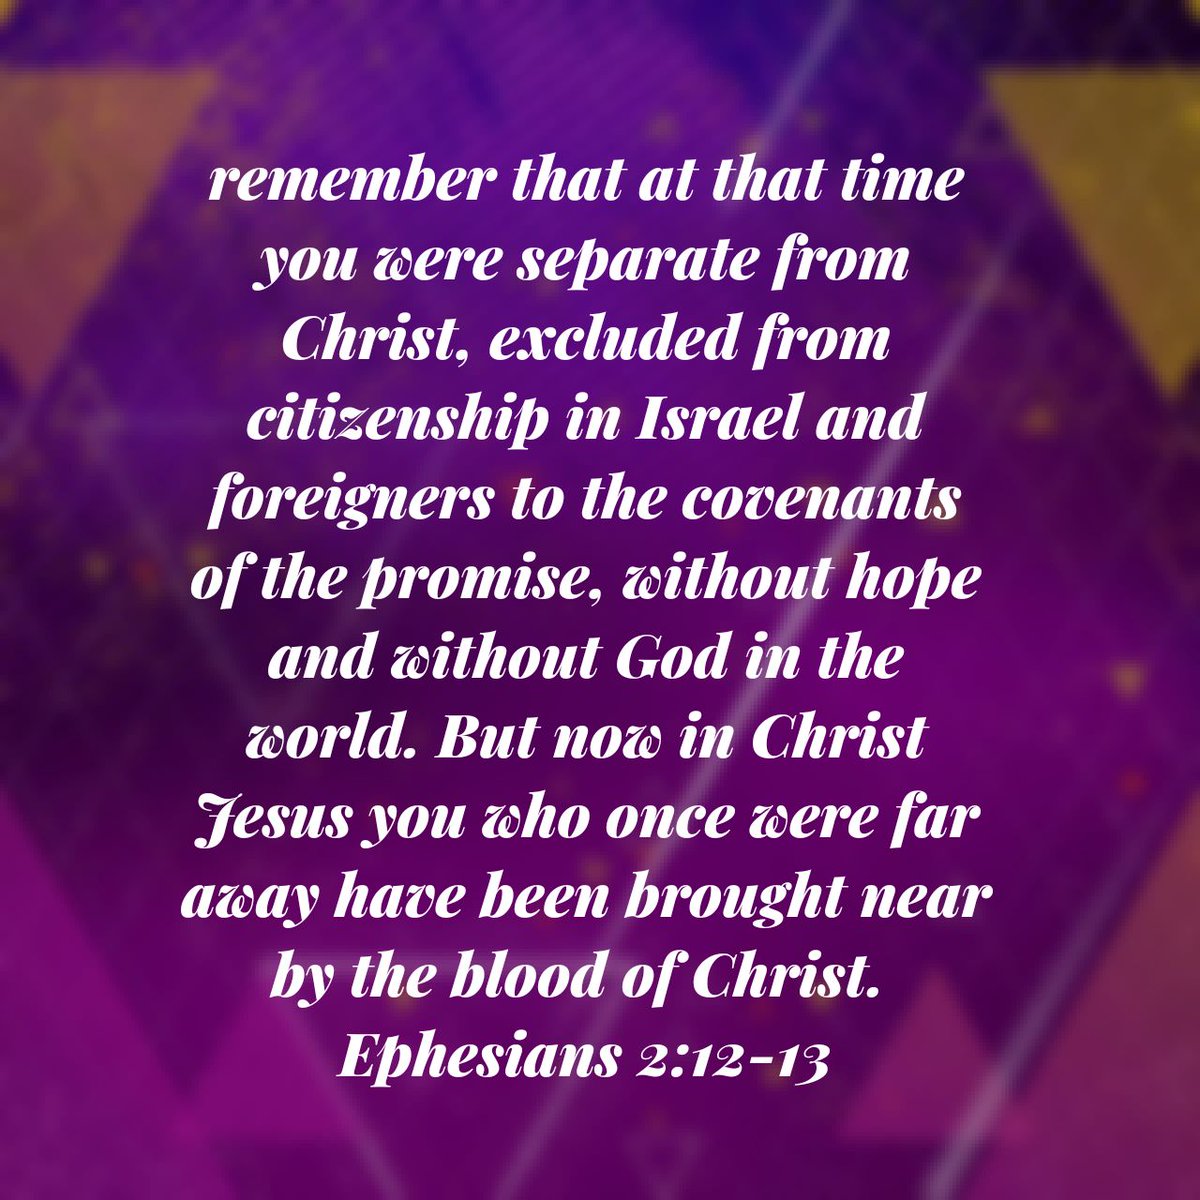 remember that at that time
you were separate from
Christ, excluded from
citizenship in Israel and
foreigners to the covenants
of the promise, without hope
and without God in the
world. But now in Christ
Jesus you who once were far
away have been brought near
by the blood of Christ.
Ephesians 2:12-13